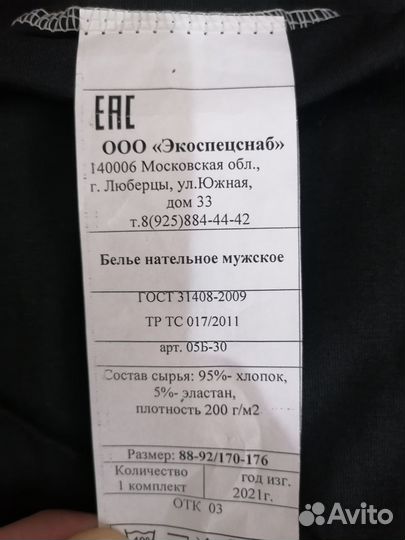 EAC
ООО «Экоспецснаб»
140006 Московская обл.,
г. Люберцы, ул.Южная,
дом 33
т.8(925)884-44-42
Белье нательное мужское
ГОСТ 31408-2009
ТР ТС 017/2011
арт. 05Б-30
Состав сырья: 95%- хлопок,
5%- эластан,
плотность 200 г/м2
Размер: 88-92/170-176
Количество
1 комплект
год изг.
2021г.
ОТК 03
Avito